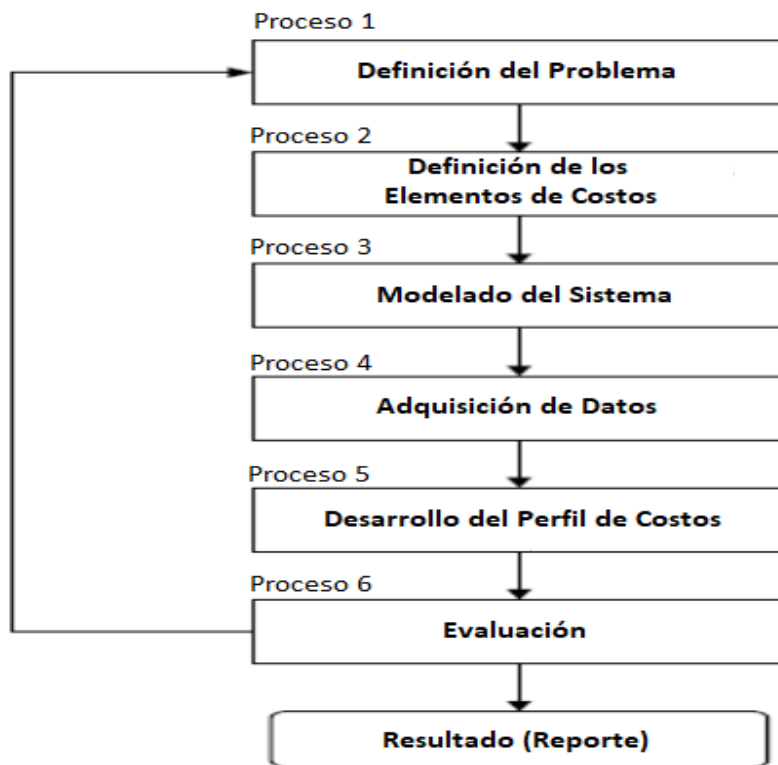 Proceso 1
Definición del Problema
Proceso 2
Definición de los
Elementos de Costos
Proceso 3
Modelado del Sistema
Proceso 4
Adquisición de Datos
Proceso 5
Desarrollo del Perfil de Costos
Proceso 6
Evaluación
Resultado (Reporte)